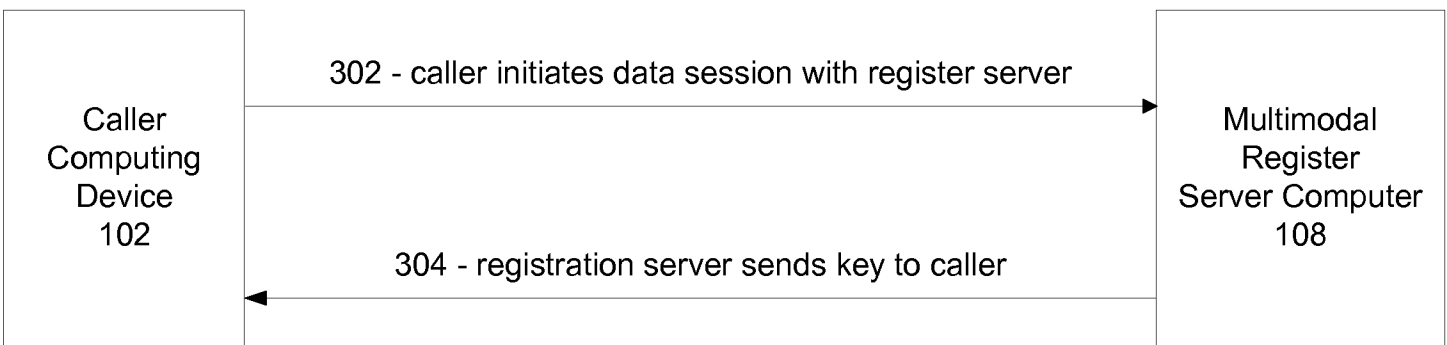 302 - caller initiates data session with register server
Caller
Computing
Device
102
Multimodal
Register
Server Computer
108
304 - registration server sends key to caller